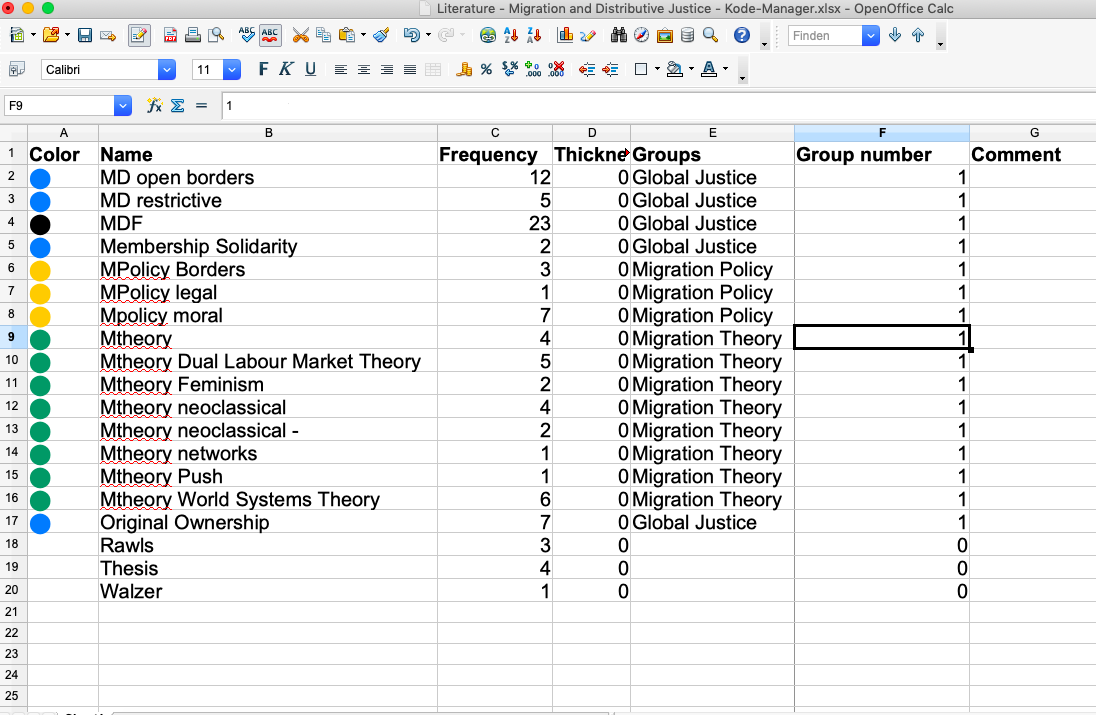 Literature - Migration and Distributive Justice - Kode-Manager.xlsx - OpenOffice Calc
Finden
Calibri 11 F K U
F9 1
A B C D E F G
1 Color Name Frequency Thickne Groups Group number Comment
2 MD open borders 12 0 Global Justice 1
3 MD restrictive 5 0 Global Justice 1
4 MDF 23 0 Global Justice 1
5 Membership Solidarity 2 0 Global Justice 1
6 MPolicy Borders 3 0 Migration Policy 1
7 MPolicy legal 1 0 Migration Policy 1
8 Mpolicy moral 7 0 Migration Policy 1
9 Mtheory 4 0 Migration Theory 1
10 Mtheory Dual Labour Market Theory 5 0 Migration Theory 1
11 Mtheory Feminism 2 0 Migration Theory 1
12 Mtheory neoclassical 4 0 Migration Theory 1
13 Mtheory neoclassical - 2 0 Migration Theory 1
14 Mtheory networks 1 0 Migration Theory 1
15 Mtheory Push 1 0 Migration Theory 1
16 Mtheory World Systems Theory 6 0 Migration Theory 1
17 Original Ownership 7 0 Global Justice 1
18 Rawls 3 0 0
19 Thesis 4 0 0
20 Walzer 1 0 0
21
22
23
24
25